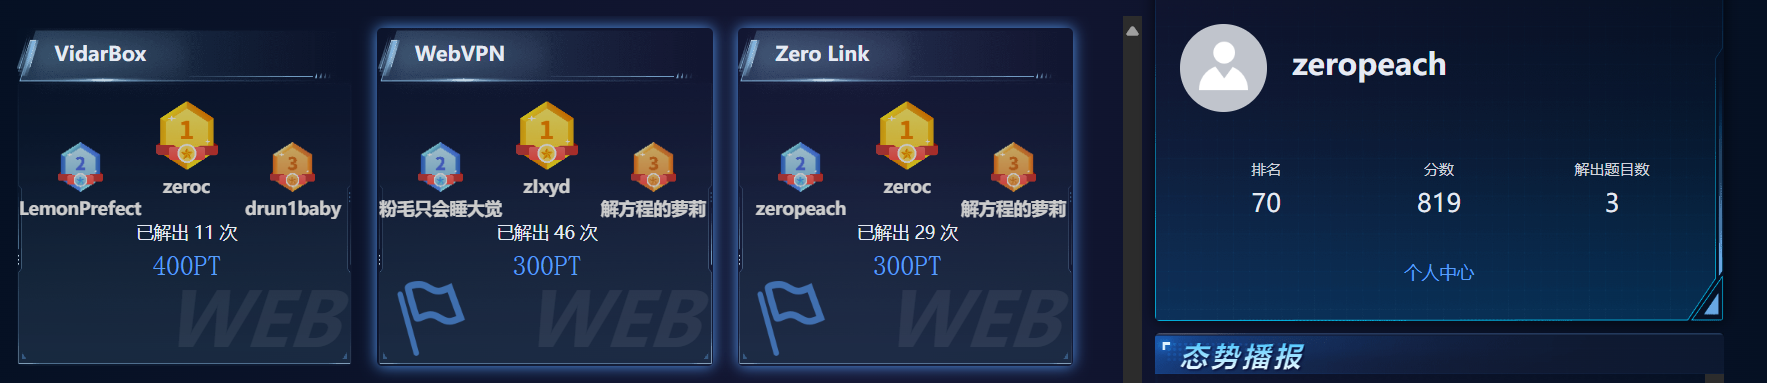 VidarBox
1
2
3
zeroc
LemonPrefect
drun1baby
已解出 11 次
400PT
WEB
WebVPN
1
2
3
zlxyd
粉毛只会睡大觉
解方程的萝莉
已解出 46 次
300PT
WEB
Zero Link
1
2
3
zeroc
zeropeach
解方程的萝莉
已解出 29 次
300PT
WEB
zeropeach
排名
分数
解出题目数
70
819
3
个人中心
态势播报